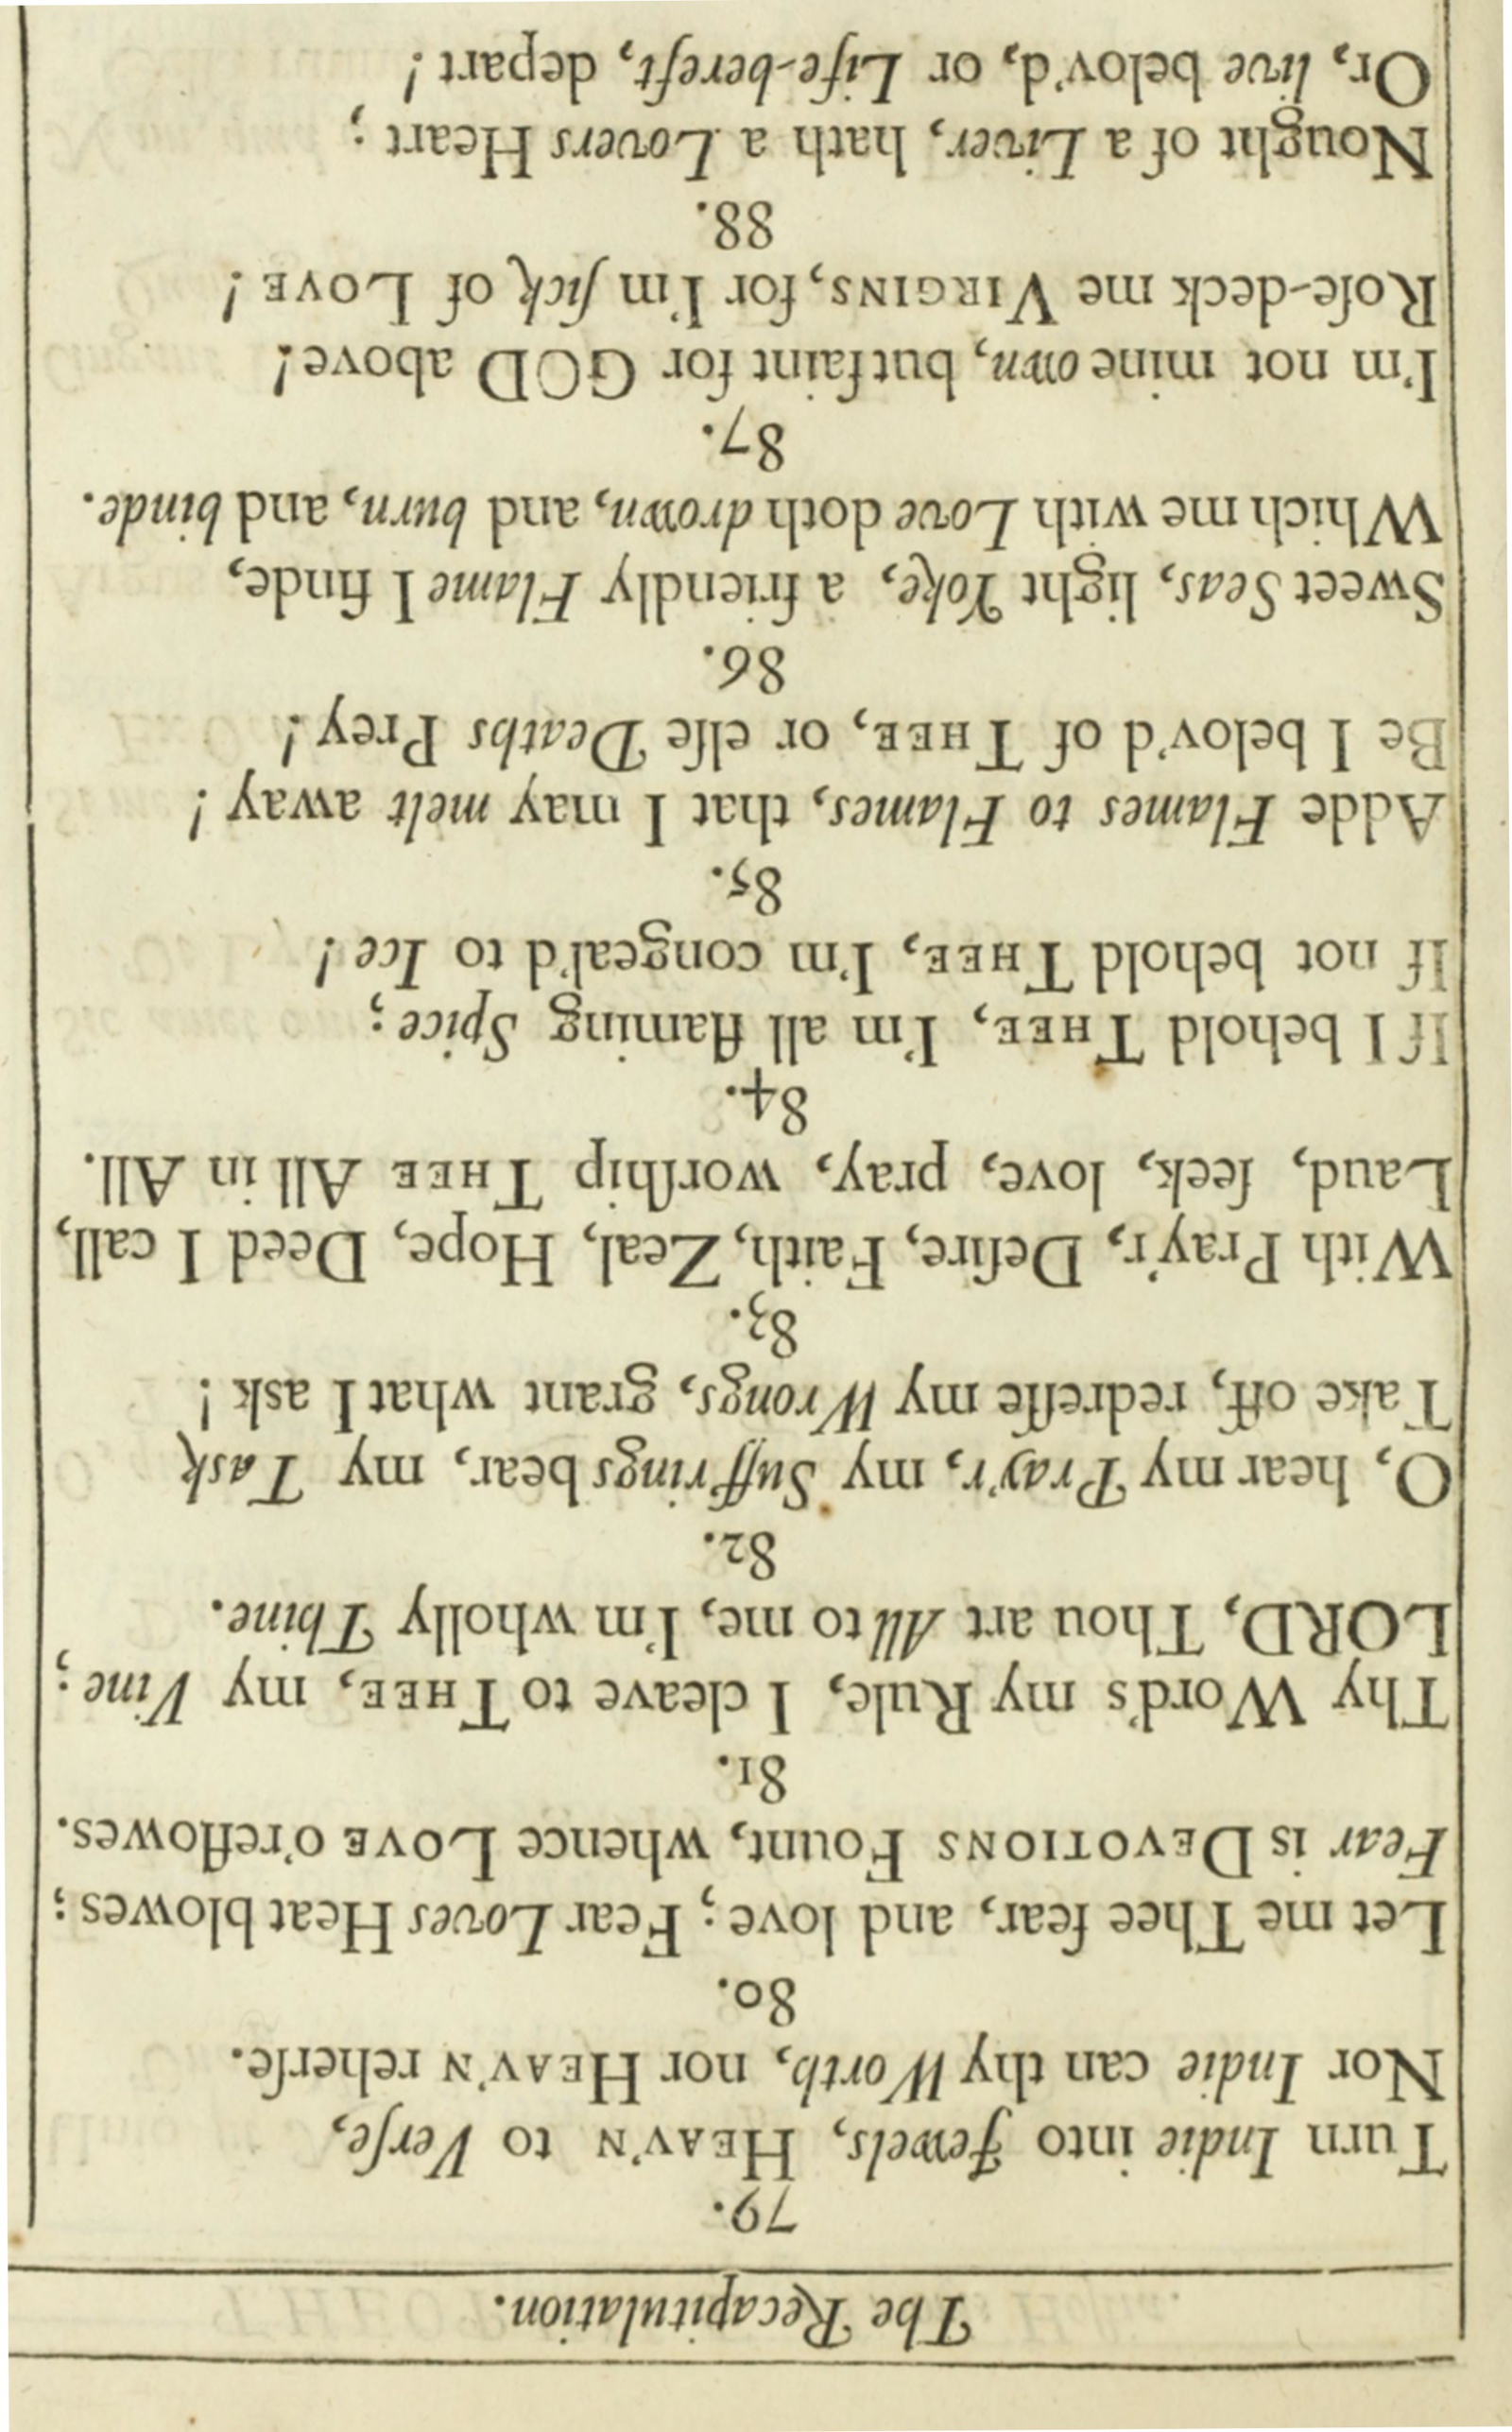 The Recapitulation.
79.
Turn Indie into Jewels, HEAV'N to Verſe,
Nor Indie can thy Worth, nor HEAV'N reherſe.
80.
Let me Thee fear, and love; Fear Loves Heat blowes;
Fear is DEVOTIONS Fount, whence LOVE o'reflowes.
81.
Thy Word's my Rule, I cleave to THEE, my Vine;
LORD, Thou art All to me, I'm wholly Thine.
82.
O, hear my Pray'r, my Suff'rings bear, my Task
Take off, redreſſe my Wrongs, grant what I ask!
83.
With Pray'r, Deſire, Faith, Zeal, Hope, Deed I call,
Laud, ſeek, love, pray, worſhip THEE All in All.
84.
If I behold THEE, I'm all flaming Spice;
If not behold THEE, I'm congeal'd to Ice!
85.
Adde Flames to Flames, that I may melt away!
Be I belov'd of THEE, or elſe Deaths Prey!
86.
Sweet Seas, light Yoke, a friendly Flame I finde,
Which me with Love doth drown, and burn, and binde.
87.
I'm not mine own, but faint for GOD above!
Roſe-deck me VIRGINS, for I'm ſick of LOVE!
88.
Nought of a Liver, hath a Lovers Heart;
Or, live belov'd, or Life-bereft, depart!